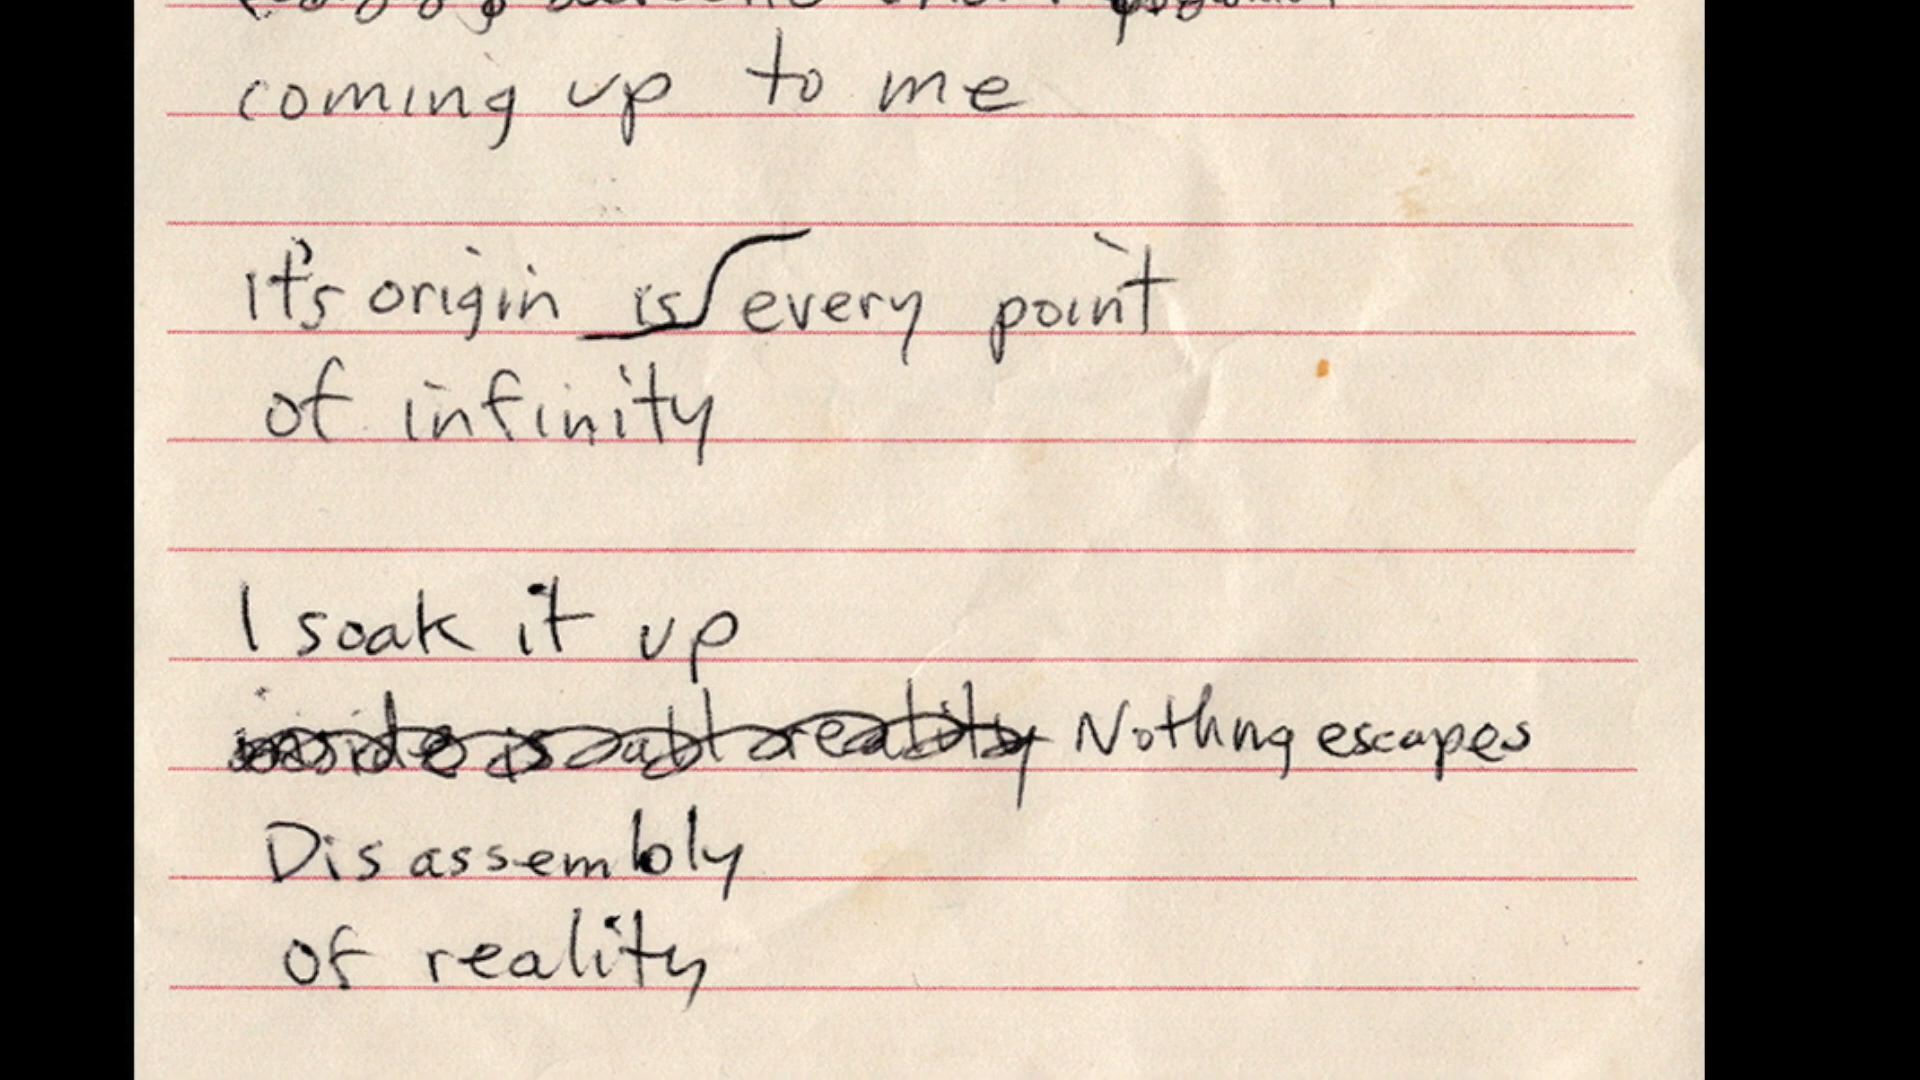 coming up to me
it's origin is every point
of infinity
I soak it up
Nothing escapes
Disassembly
of reality